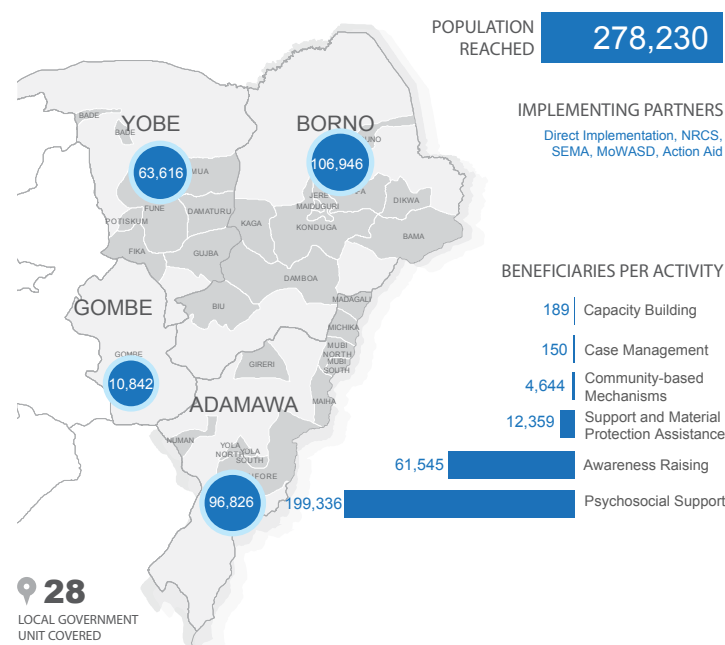 POPULATION
REACHED
278,230
IMPLEMENTING PARTNERS
Direct Implementation, NRCS,
SEMA, MoWASD, Action Aid
YOBE
BORNO
BADE
BADE
63,616
106,946
MUA
FUNE
JERE
MAIDUGURI
DIKWA
POTISKUM
DAMATURU
KAGA
KONDUGA
BAMA
FIKA
GUJBA
DAMBOA
BIU
MADAGALI
MICHIKA
MUBI
NORTH
MUBI
SOUTH
GOMBE
GOMBE
10,842
GIRERI
MAIHA
ADAMAWA
NUMAN
YOLA
NORTH
YOLA
SOUTH
FORE
96,826
BENEFICIARIES PER ACTIVITY
189 Capacity Building
150 Case Management
4,644 Community-based
Mechanisms
12,359 Support and Material
Protection Assistance
61,545 Awareness Raising
199,336 Psychosocial Support
28
LOCAL GOVERNMENT
UNIT COVERED